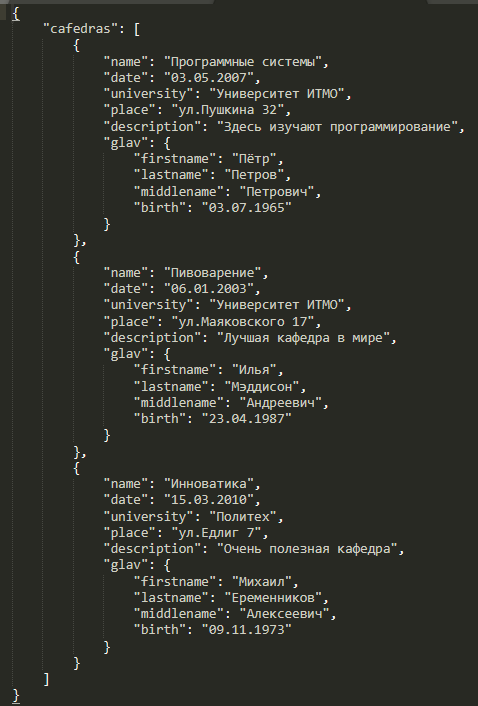 {
    "cafedras": [
        {
            "name": "Программные системы",
            "date": "03.05.2007",
            "university": "Университет ИТМО",
            "place": "ул.Пушкина 32",
            "description": "Здесь изучают программирование",
            "glav": {
                "firstname": "Пётр",
                "lastname": "Петров",
                "middlename": "Петрович",
                "birth": "03.07.1965"
            }
        },
        {
            "name": "Пивоварение",
            "date": "06.01.2003",
            "university": "Университет ИТМО",
            "place": "ул.Маяковского 17",
            "description": "Лучшая кафедра в мире",
            "glav": {
                "firstname": "Илья",
                "lastname": "Мэддисон",
                "middlename": "Андреевич",
                "birth": "23.04.1987"
            }
        },
        {
            "name": "Инноватика",
            "date": "15.03.2010",
            "university": "Политех",
            "place": "ул.Едлиг 7",
            "description": "Очень полезная кафедра",
            "glav": {
                "firstname": "Михаил",
                "lastname": "Еременников",
                "middlename": "Алексеевич",
                "birth": "09.11.1973"
            }
        }
    ]
}